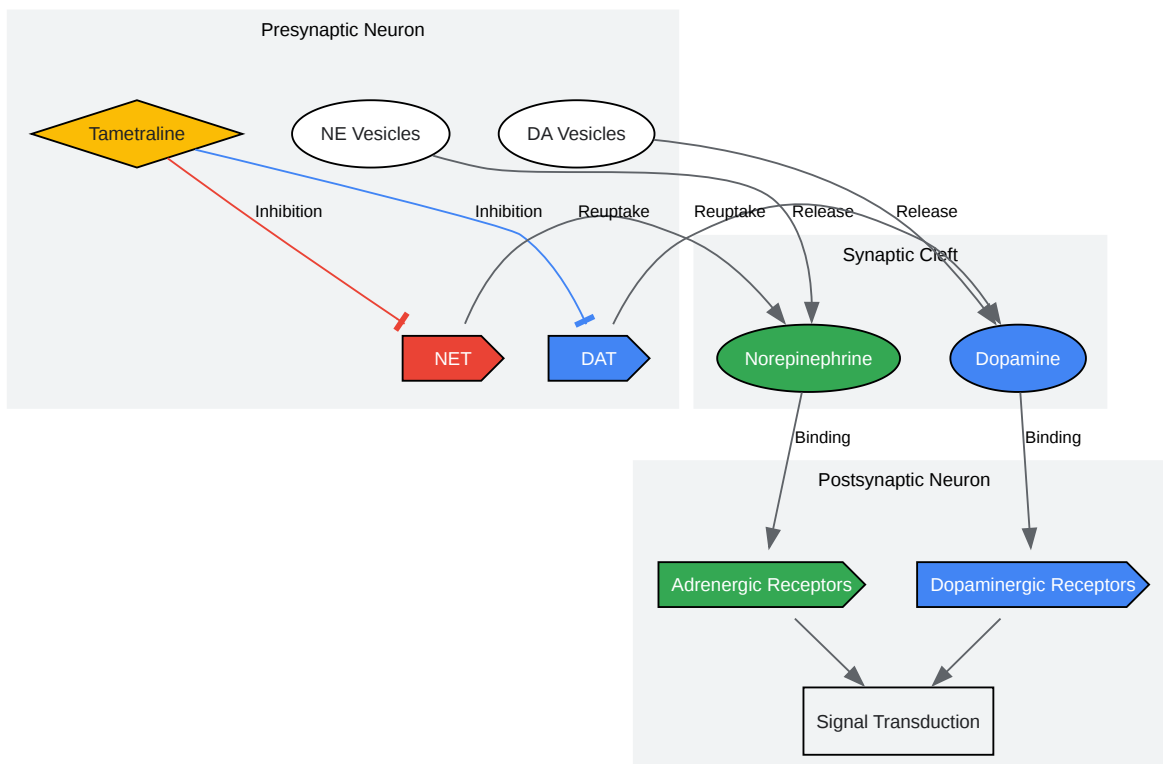 Presynaptic Neuron
Tametraline
NE Vesicles
DA Vesicles
Inhibition
Inhibition
Reuptake
Reuptake
Release
Release
Synaptic Cleft
NET
DAT
Norepinephrine
Dopamine
Binding
Binding
Postsynaptic Neuron
Adrenergic Receptors
Dopaminergic Receptors
Signal Transduction